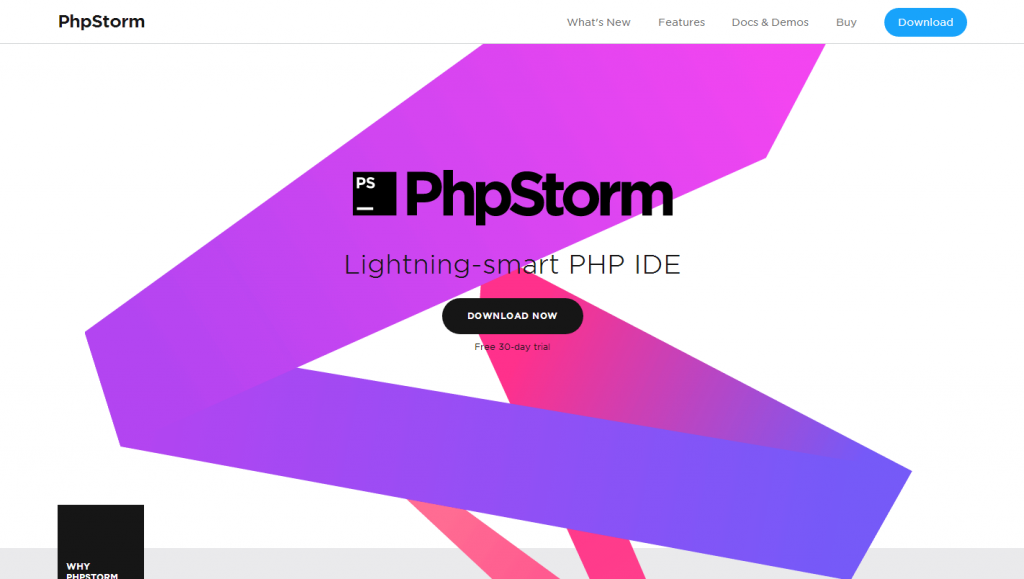 PhpStorm
What's New Features Docs & Demos Buy Download
PS
PhpStorm
Lightning-smart PHP IDE
DOWNLOAD NOW
Free 30-day trial
WHY
PHPSTORM